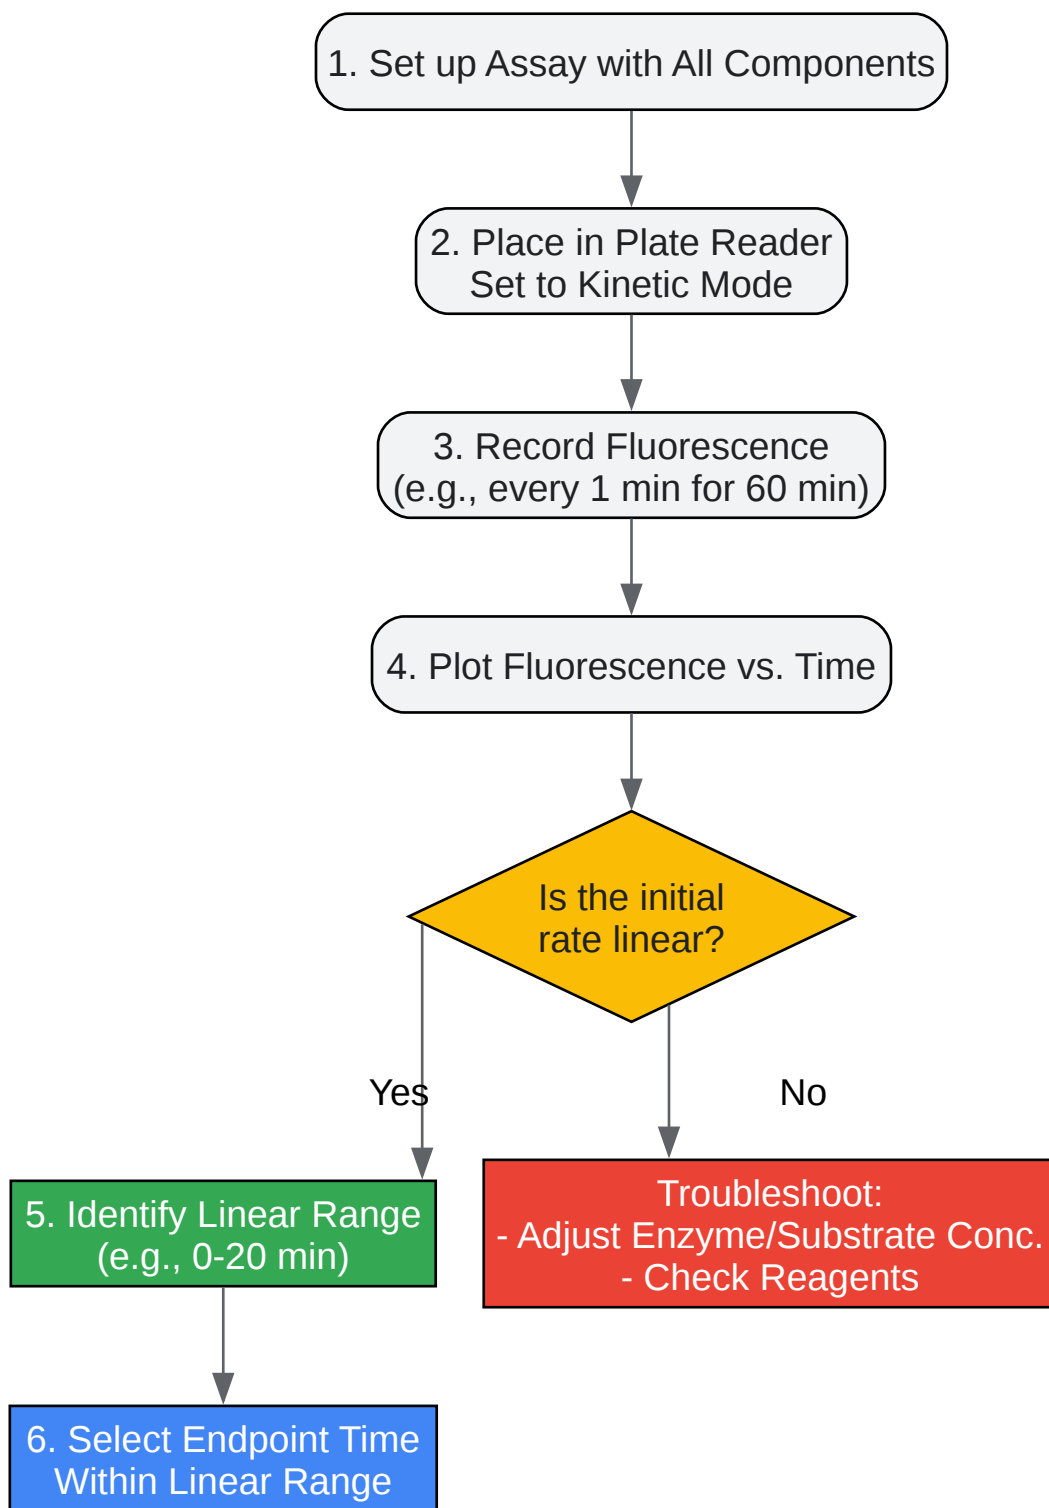 1. Set up Assay with All Components
2. Place in Plate Reader
Set to Kinetic Mode
3. Record Fluorescence
(e.g., every 1 min for 60 min)
4. Plot Fluorescence vs. Time
Is the initial
rate linear?
Yes
No
5. Identify Linear Range
(e.g., 0-20 min)
Troubleshoot:
- Adjust Enzyme/Substrate Conc.
- Check Reagents
6. Select Endpoint Time
Within Linear Range